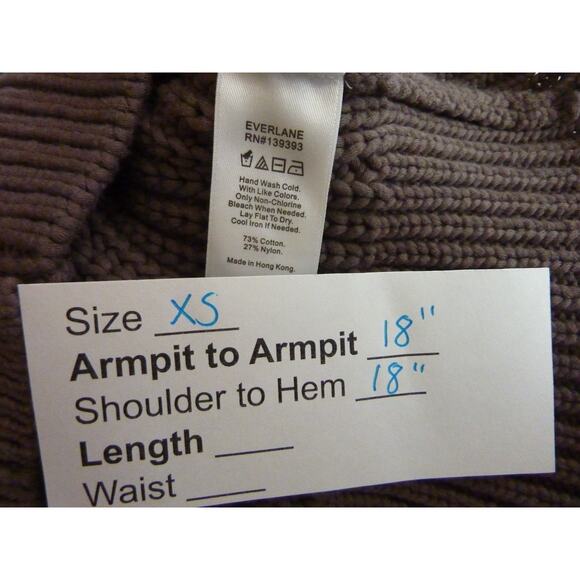 EVERLANE
RN#139393
Hand Wash Cold.
With Like Colors.
Only Non-Chlorine
Bleach When Needed.
Lay Flat To Dry.
Cool Iron If Needed.
73% Cotton.
27% Nylon.
Made in Hong Kong.
Size XS
Armpit to Armpit 18"
Shoulder to Hem 18"
Length
Waist